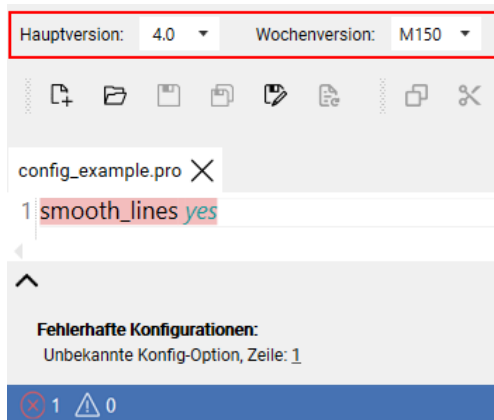 Hauptversion: 4.0 Wochenversion: M150
config_example.pro
1 smooth_lines yes
Fehlerhafte Konfigurationen:
Unbekannte Konfig-Option, Zeile: 1
1 0